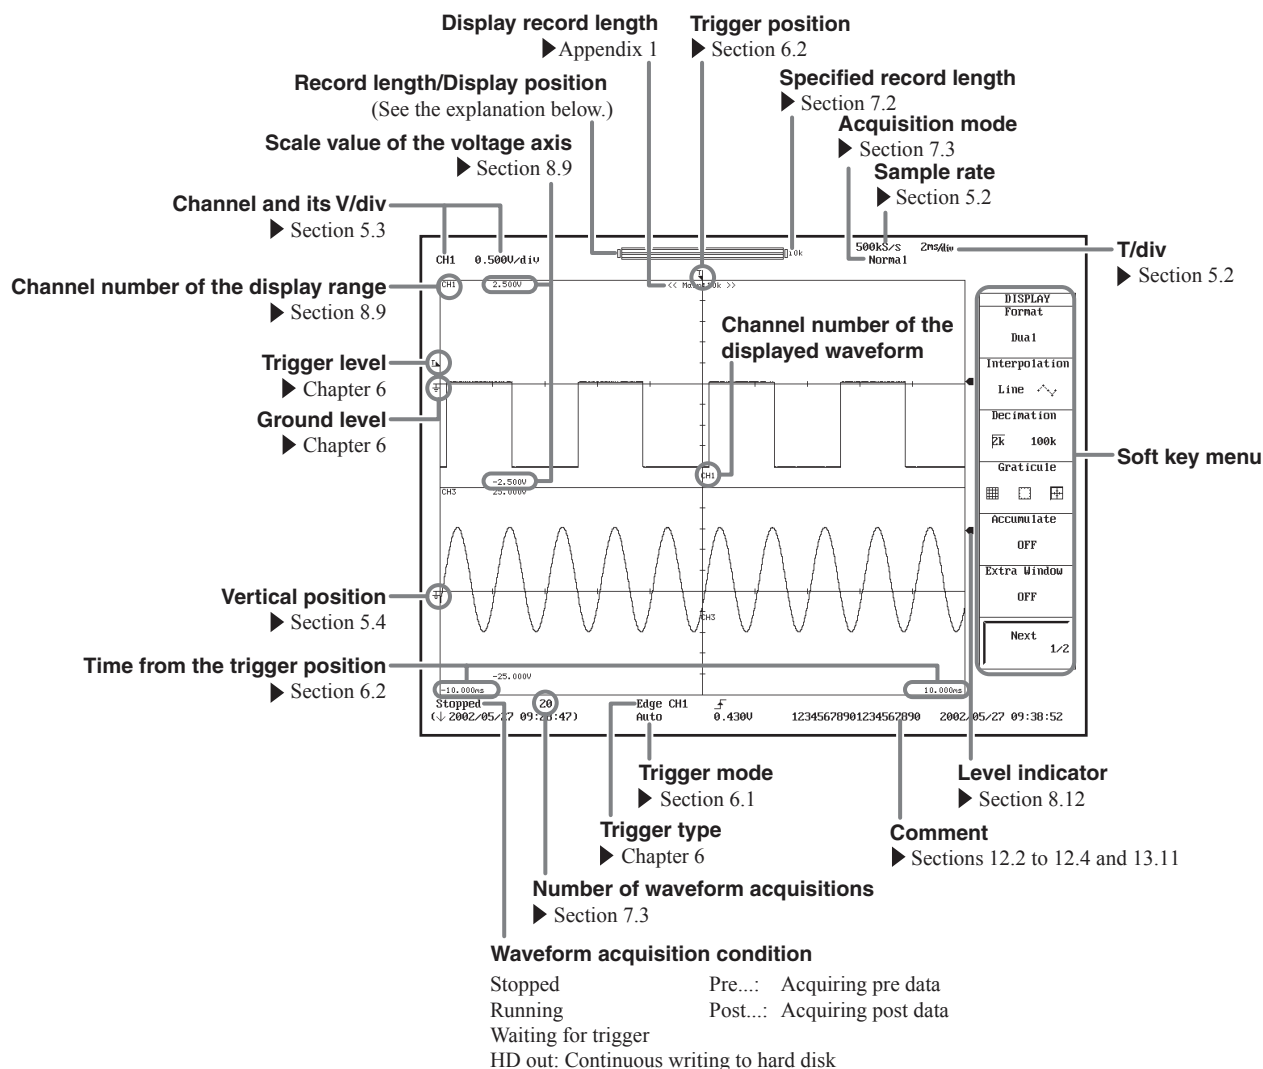 Display record length
▶ Appendix 1
Trigger position
▶ Section 6.2
Record length/Display position
(See the explanation below.)
Specified record length
▶ Section 7.2
Scale value of the voltage axis
▶ Section 8.9
Acquisition mode
▶ Section 7.3
Sample rate
▶ Section 5.2
Channel and its V/div
▶ Section 5.3
T/div
▶ Section 5.2
Channel number of the display range
▶ Section 8.9
Trigger level
▶ Chapter 6
Ground level
▶ Chapter 6
Channel number of the
displayed waveform
Soft key menu
Vertical position
▶ Section 5.4
Time from the trigger position
▶ Section 6.2
CH1 0.500V/div
10k
500kS/s 2ms/div
Normal
CH1 2.500V
-2.500V
CH1
CH3 25.000V
CH3
-25.000V
-10.000ms 10.000ms
Stopped 20 Edge CH1
Auto 0.430V 12345678901234567890 2002/05/27 09:38:52
DISPLAY
Format
Dual
Interpolation
Line
Decimation
2k 100k
Graticule
Accumulate
OFF
Extra Window
OFF
Next
1/2
Trigger mode
▶ Section 6.1
Level indicator
▶ Section 8.12
Trigger type
▶ Chapter 6
Comment
▶ Sections 12.2 to 12.4 and 13.11
Number of waveform acquisitions
▶ Section 7.3
Waveform acquisition condition
Stopped Pre...: Acquiring pre data
Running Post...: Acquiring post data
Waiting for trigger
HD out: Continuous writing to hard disk